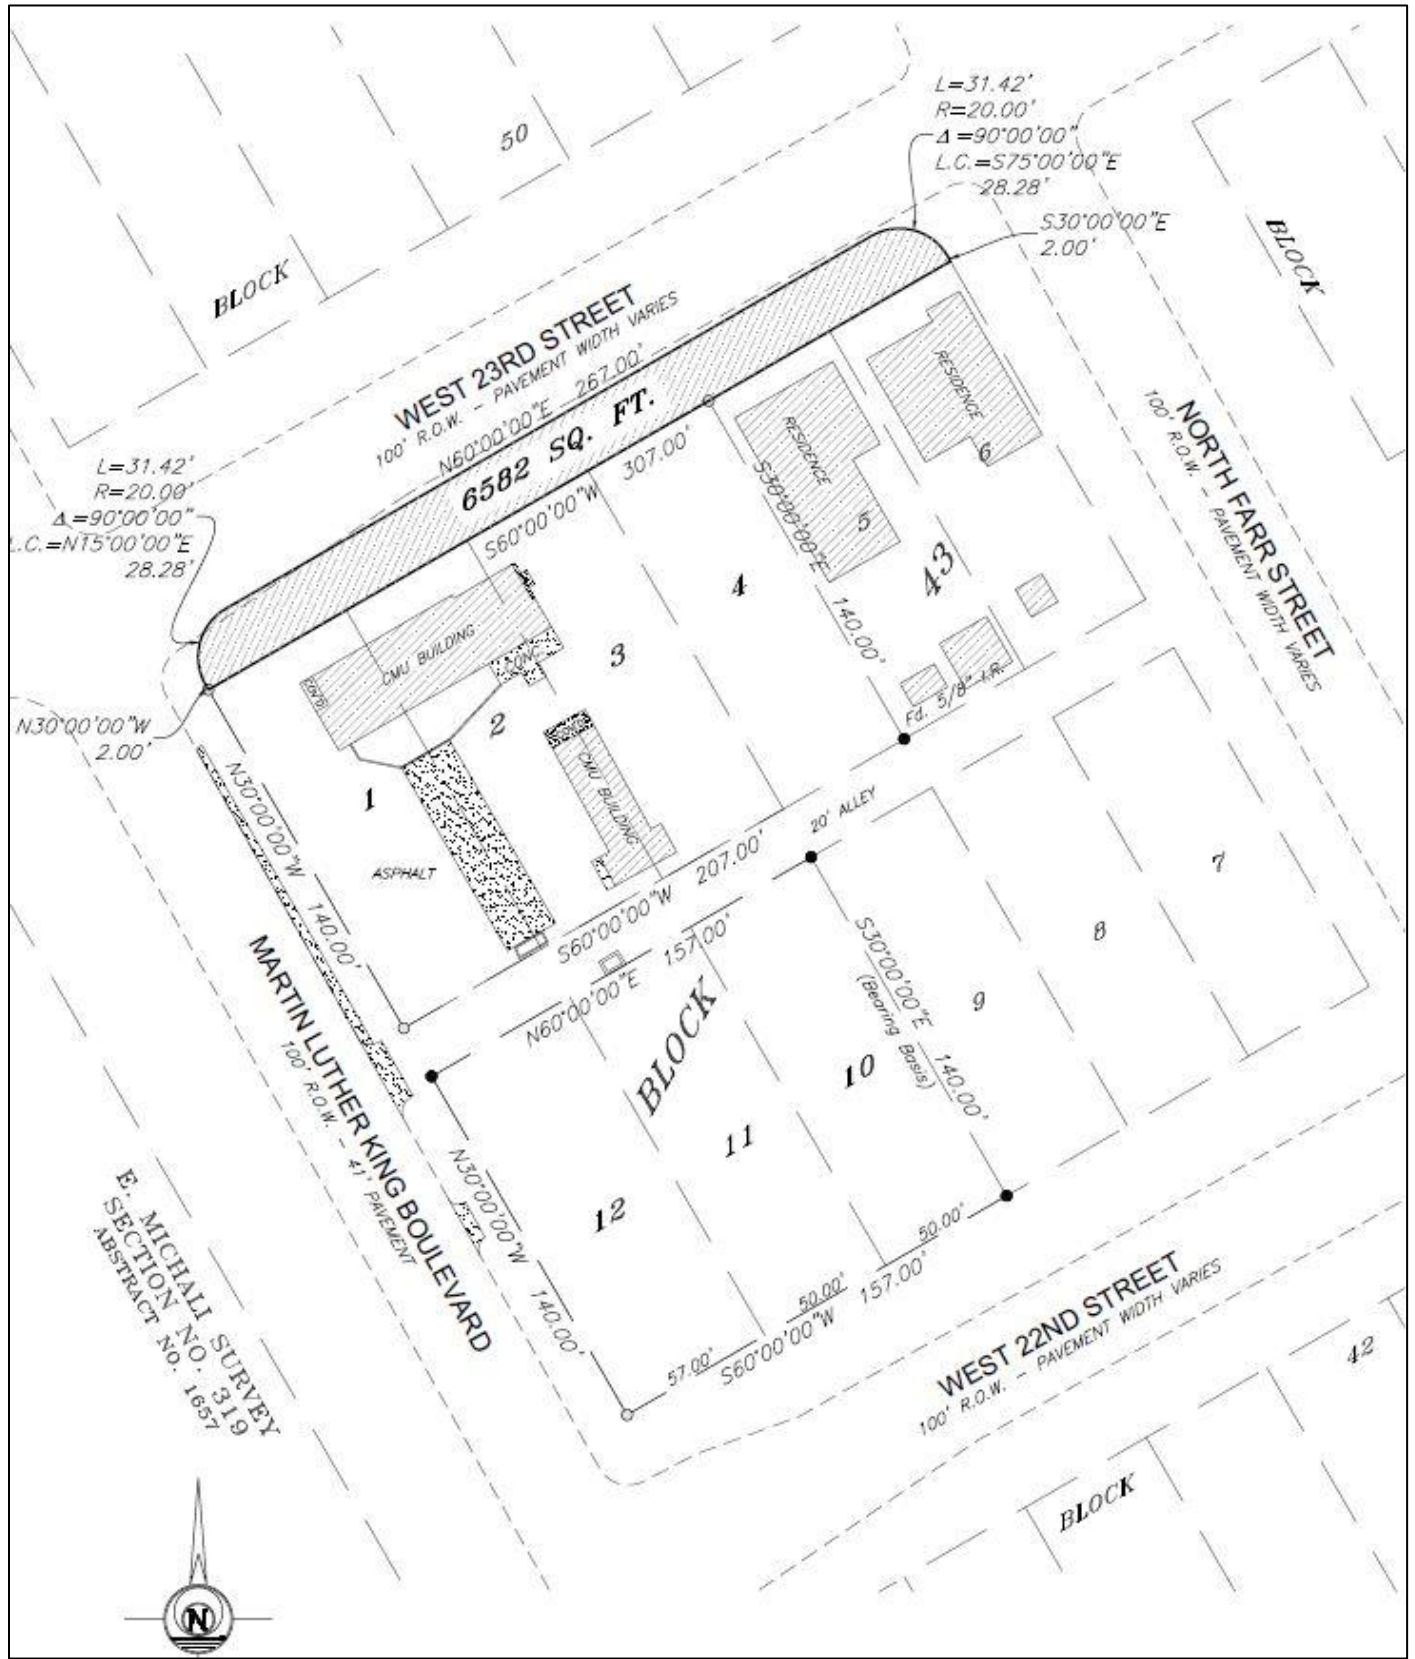 50
BLOCK
L=31.42'
R=20.00'
Δ=90°00'00"
L.C.=S75°00'00"E
28.28'
S30°00'00"E
2.00'
BLOCK
WEST 23RD STREET
100' R.O.W. - PAVEMENT WIDTH VARIES
N60°00'00"E 267.00'
6582 SQ. FT.
S60°00'00"W 307.00'
L=31.42'
R=20.00'
Δ=90°00'00"
L.C.=N15°00'00"E
28.28'
N30°00'00"W
2.00'
RESIDENCE
6
RESIDENCE
5
S30°00'00"E 140.00'
43
4
NORTH FARR STREET
100' R.O.W. - PAVEMENT WIDTH VARIES
CMU BUILDING
CONC.
3
2
CMU BUILDING
1
ASPHALT
Fd. 5/8" I.R.
20' ALLEY
N30°00'00"W 140.00'
S60°00'00"W 207.00'
N60°00'00"E 157.00'
7
8
9
S30°00'00"E 140.00'
(Bearing Basis)
BLOCK
10
11
12
MARTIN LUTHER KING BOULEVARD
100' R.O.W. - 41' PAVEMENT
N30°00'00"W 140.00'
50.00'
50.00'
57.00'
S60°00'00"W 157.00'
WEST 22ND STREET
100' R.O.W. - PAVEMENT WIDTH VARIES
E. MICHALI SURVEY
SECTION NO. 319
ABSTRACT NO. 1657
42
BLOCK
N